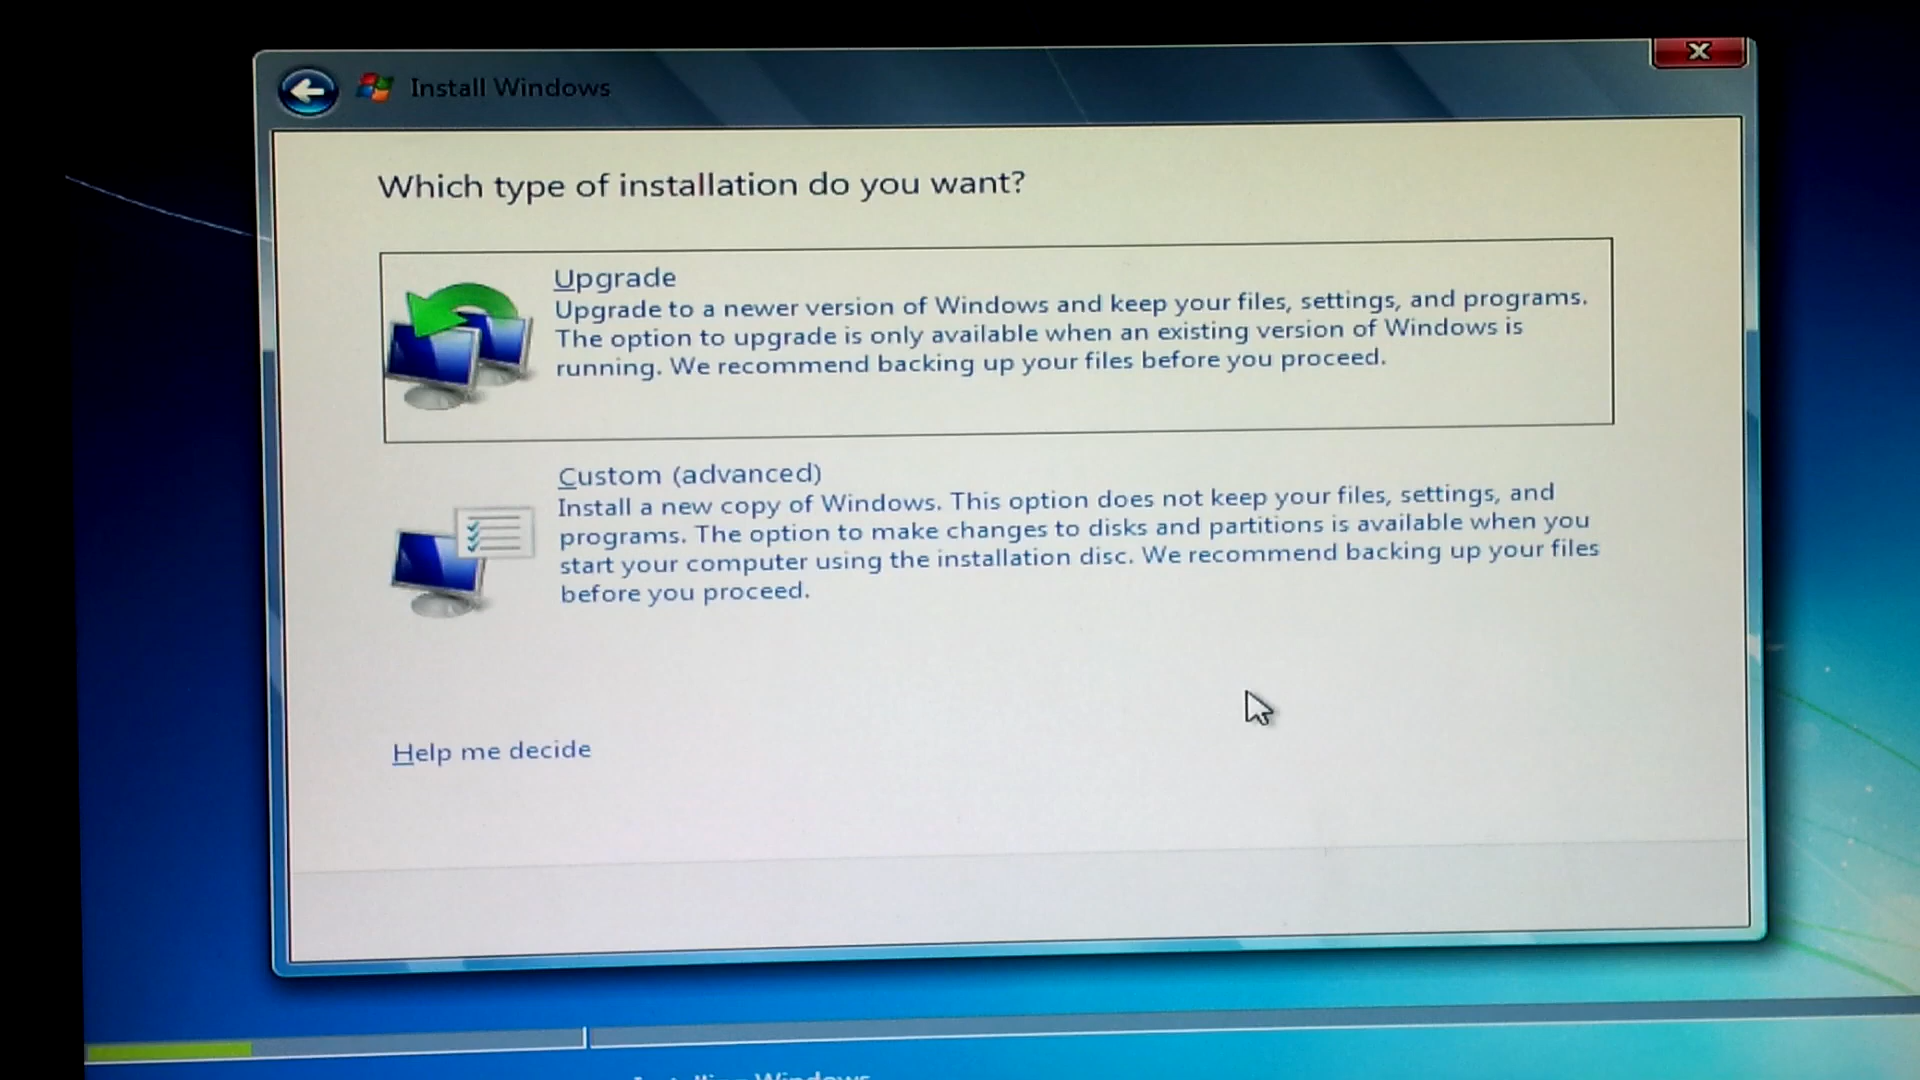 Install Windows
Which type of installation do you want?
Upgrade
Upgrade to a newer version of Windows and keep your files, settings, and programs.
The option to upgrade is only available when an existing version of Windows is
running. We recommend backing up your files before you proceed.
Custom (advanced)
Install a new copy of Windows. This option does not keep your files, settings, and
programs. The option to make changes to disks and partitions is available when you
start your computer using the installation disc. We recommend backing up your files
before you proceed.
Help me decide
Installing Windows